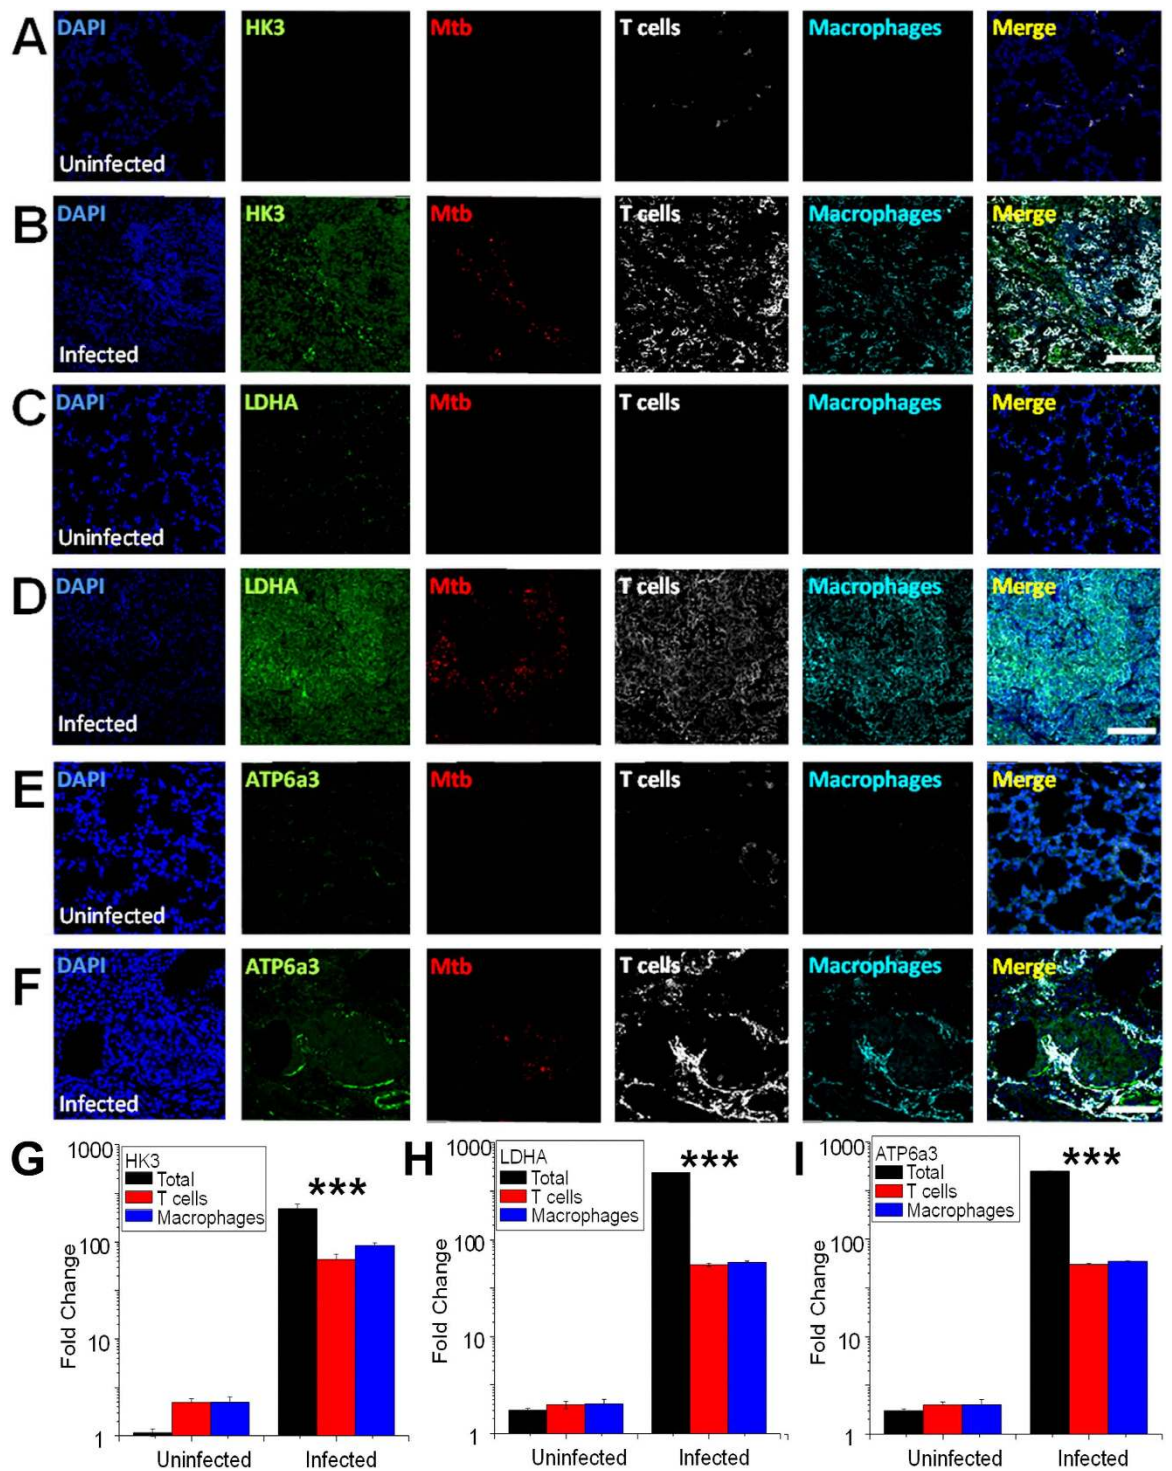 A
DAPI HK3 Mtb T cells Macrophages Merge
Uninfected
B
DAPI HK3 Mtb T cells Macrophages Merge
Infected
C
DAPI LDHA Mtb T cells Macrophages Merge
Uninfected
D
DAPI LDHA Mtb T cells Macrophages Merge
Infected
E
DAPI ATP6a3 Mtb T cells Macrophages Merge
Uninfected
F
DAPI ATP6a3 Mtb T cells Macrophages Merge
Infected
G
Fold Change
1000
100
10
1
HK3
Total
T cells
Macrophages
***
Uninfected Infected
H
Fold Change
1000
100
10
1
LDHA
Total
T cells
Macrophages
***
Uninfected Infected
I
Fold Change
1000
100
10
1
ATP6a3
Total
T cells
Macrophages
***
Uninfected Infected